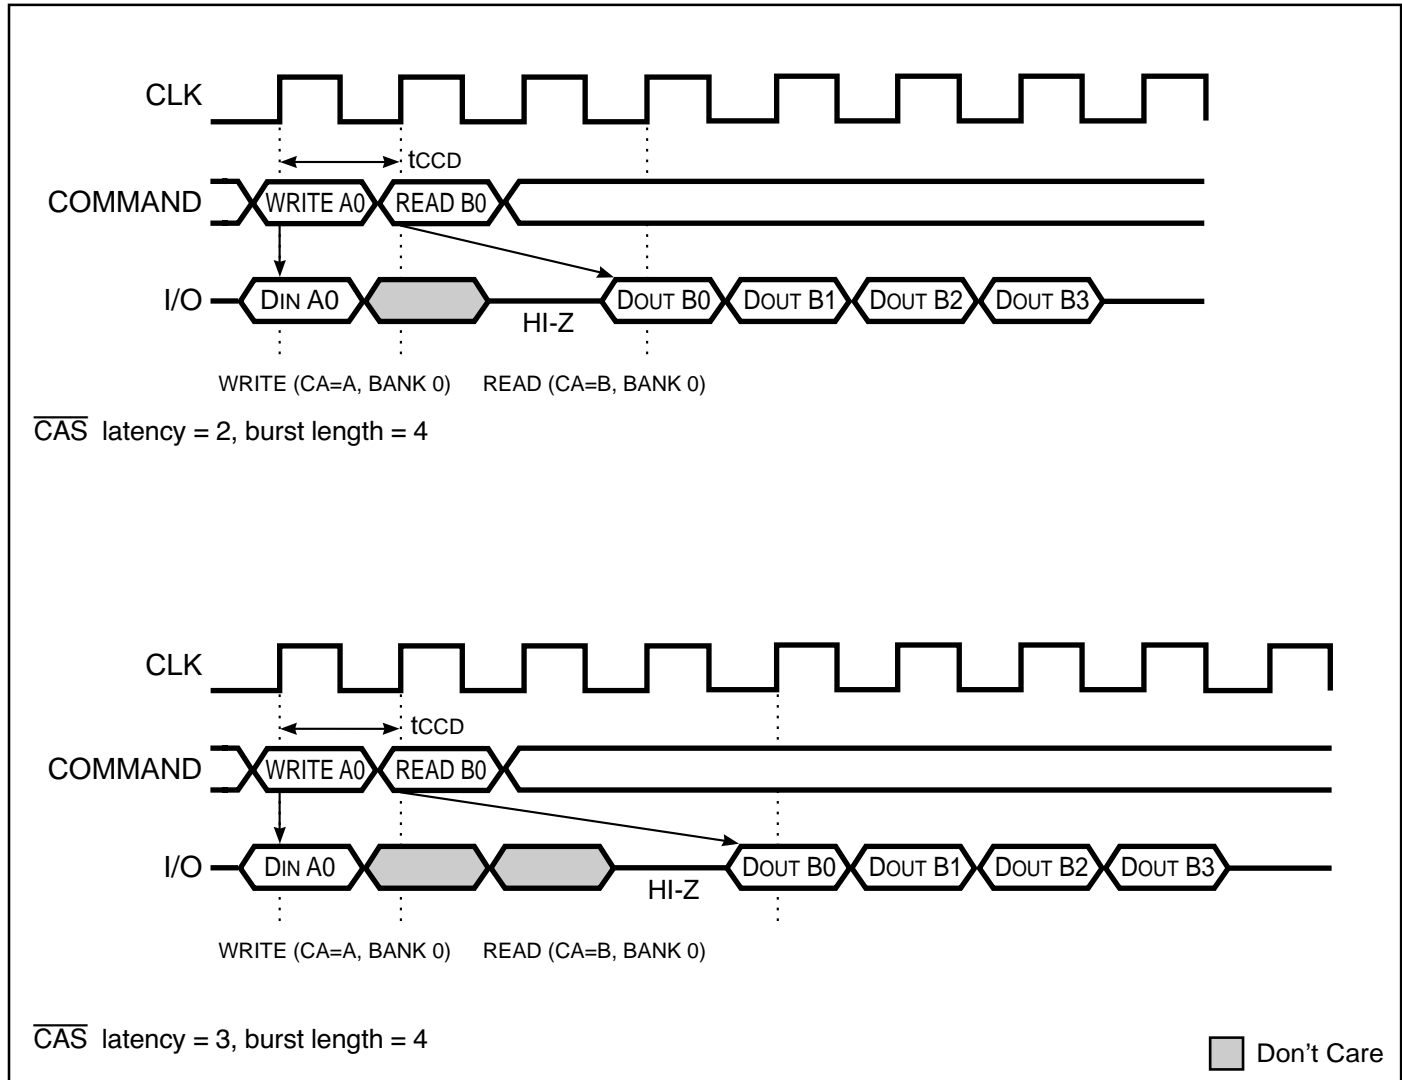 CLK
tCCD
COMMAND WRITE A0 READ B0
I/O DIN A0 DOUT B0 DOUT B1 DOUT B2 DOUT B3
HI-Z
WRITE (CA=A, BANK 0) READ (CA=B, BANK 0)
CAS latency = 2, burst length = 4
CLK
tCCD
COMMAND WRITE A0 READ B0
I/O DIN A0 DOUT B0 DOUT B1 DOUT B2 DOUT B3
HI-Z
WRITE (CA=A, BANK 0) READ (CA=B, BANK 0)
CAS latency = 3, burst length = 4
Don't Care